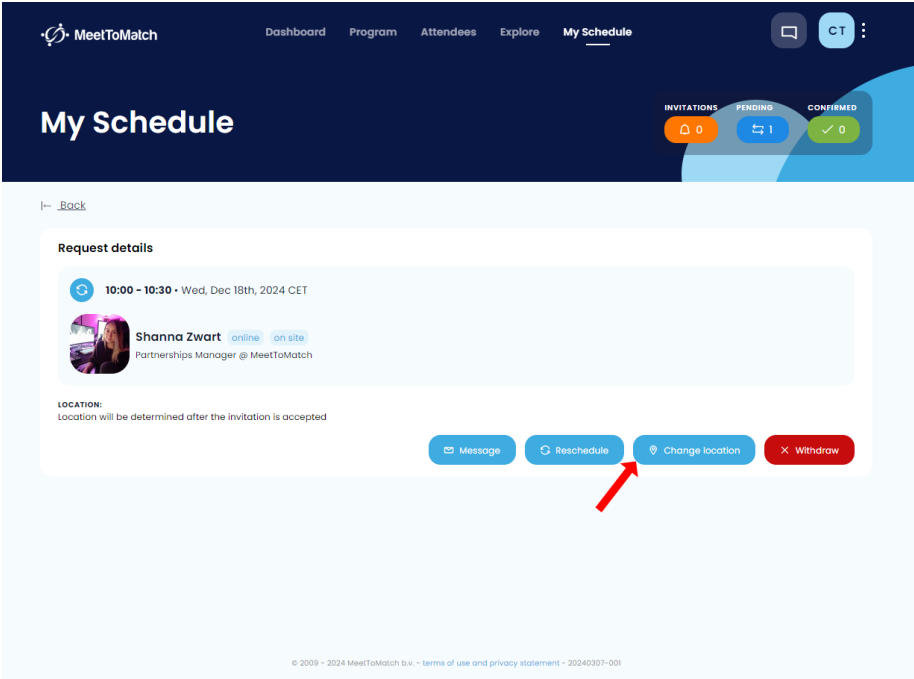 MeetToMatch
Dashboard Program Attendees Explore My Schedule
CT
My Schedule
INVITATIONS PENDING CONFIRMED
0 1 0
Back
Request details
10:00 - 10:30 • Wed, Dec 18th, 2024 CET
Shanna Zwart online on site
Partnerships Manager @ MeetToMatch
LOCATION:
Location will be determined after the invitation is accepted
Message Reschedule Change location Withdraw
© 2009 - 2024 MeetToMatch b.v. - terms of use and privacy statement - 20240307-001